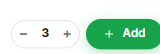 − 3 + + Add